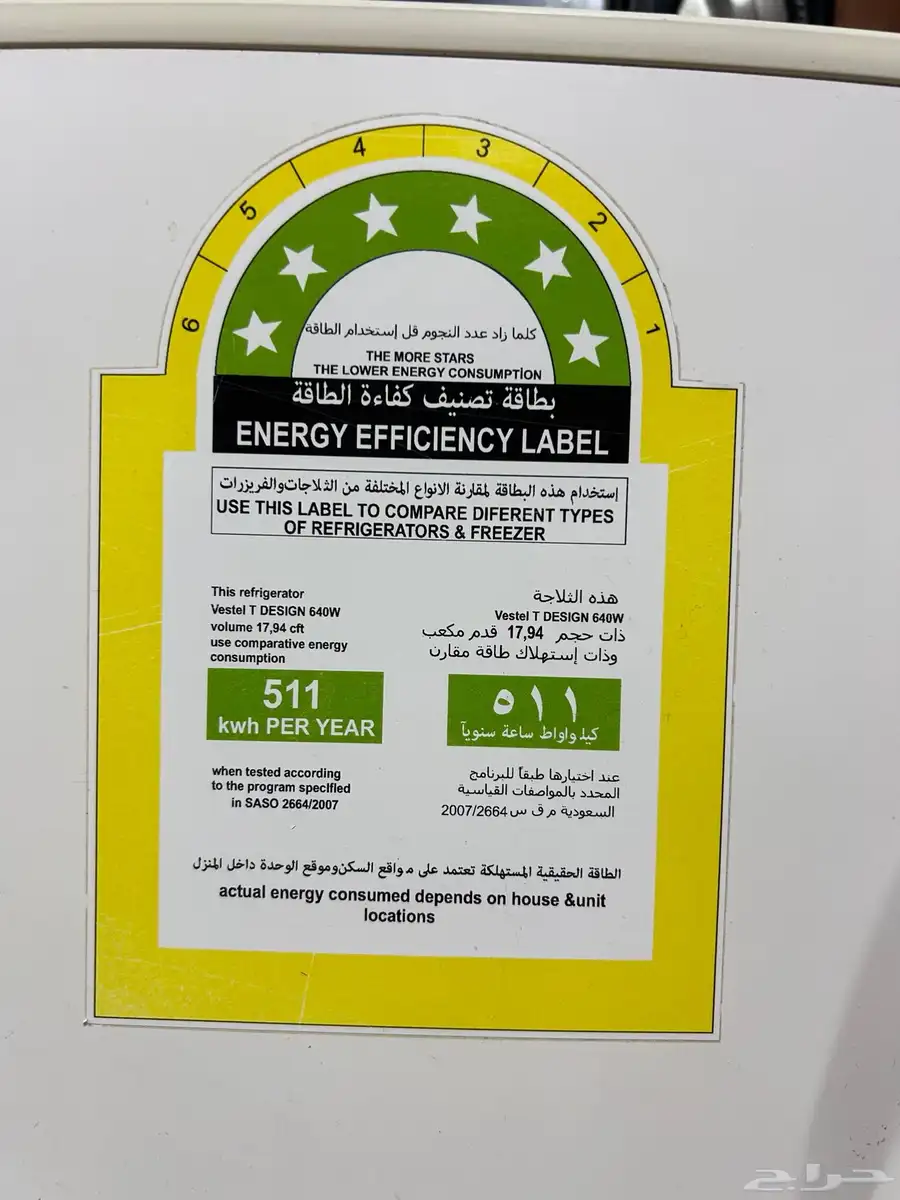 6 5 4 3 2 1
كلما زاد عدد النجوم قل إستخدام الطاقة
THE MORE STARS
THE LOWER ENERGY CONSUMPTİON
بطاقة تصنيف كفاءة الطاقة
ENERGY EFFICIENCY LABEL
إستخدام هذه البطاقة لمقارنة الانواع المختلفة من الثلاجات والفريزرات
USE THIS LABEL TO COMPARE DIFERENT TYPES
OF REFRIGERATORS & FREEZER
This refrigerator
Vestel T DESIGN 640W
volume 17,94 cft
use comparative energy
consumption
511
kwh PER YEAR
when tested according
to the program specified
in SASO 2664/2007
هذه الثلاجة
Vestel T DESIGN 640W
ذات حجم 17,94 قدم مكعب
وذات إستهلاك طاقة مقارن
٥١١
كيلوواط ساعة سنوياً
عند اختيارها طبقاً للبرنامج
المحدد بالمواصفات القياسية
السعودية م ق س 2007/2664
الطاقة الحقيقية المستهلكة تعتمد على مواقع السكن وموقع الوحدة داخل المنزل
actual energy consumed depends on house &unit
locations
حراج